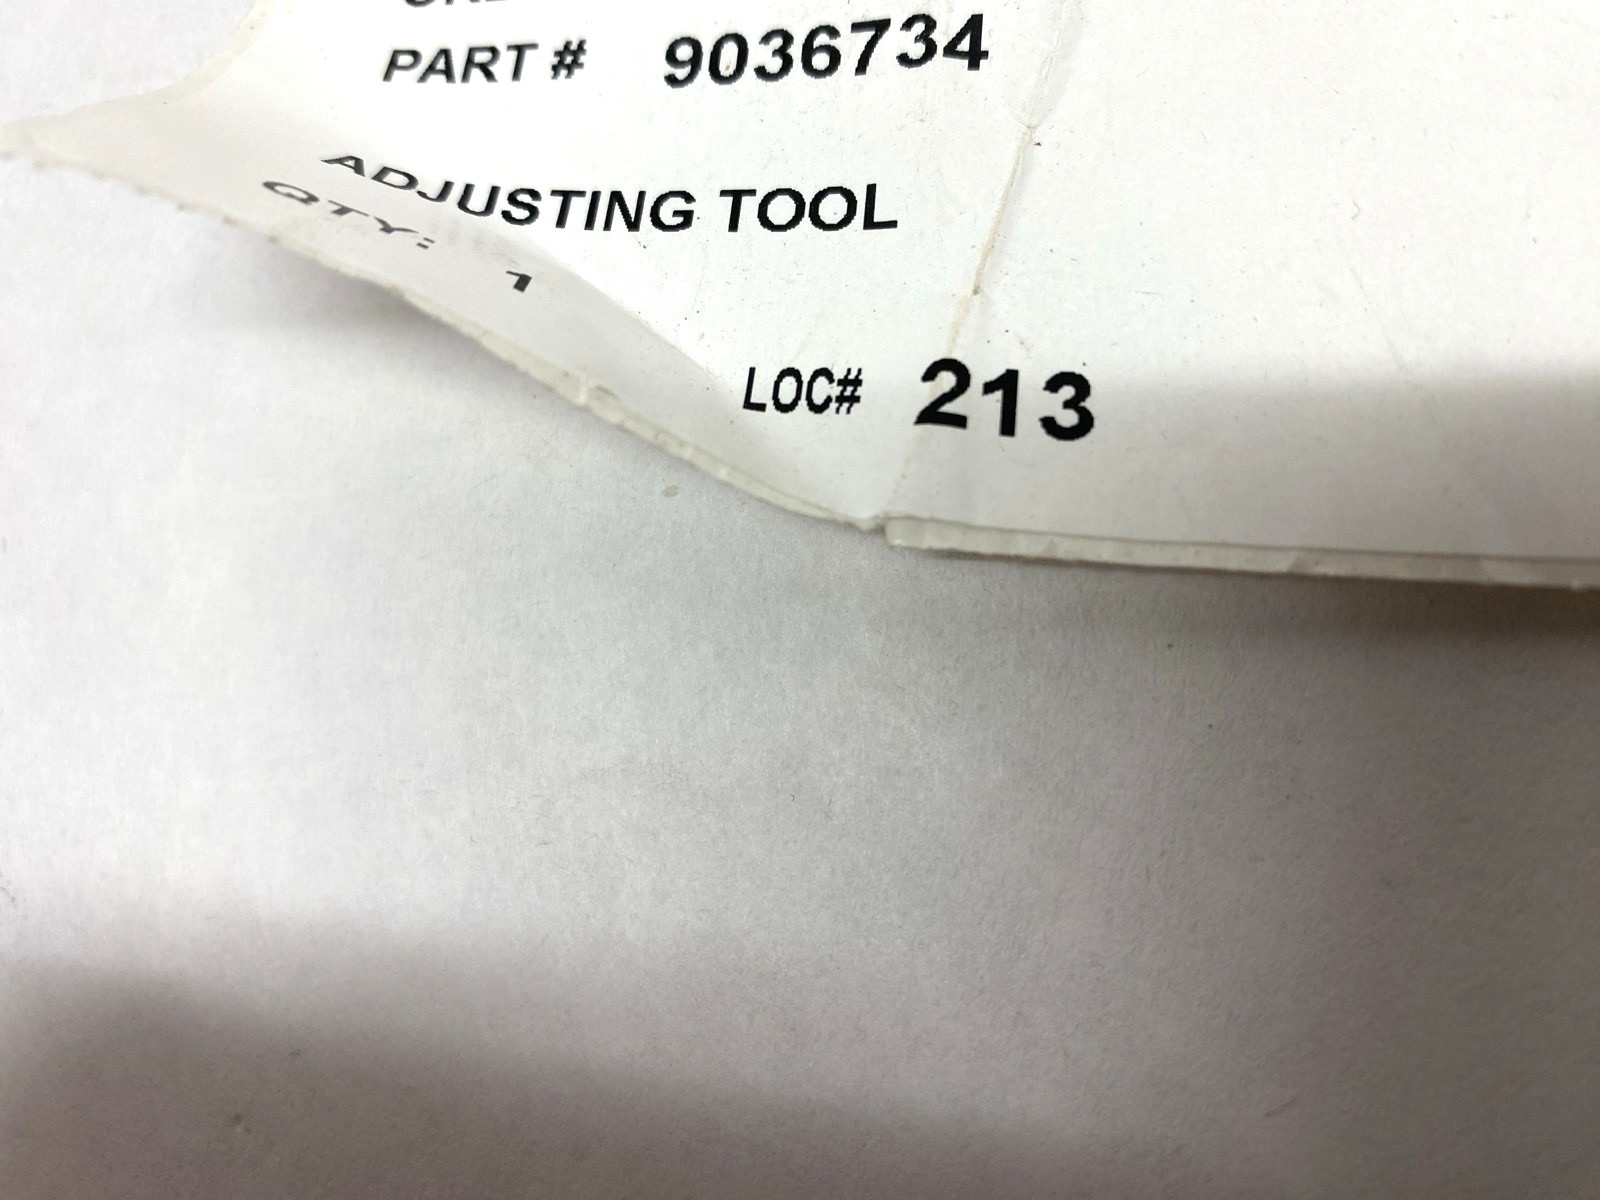 PART # 9036734
ADJUSTING TOOL
QTY: 1
LOC# 213